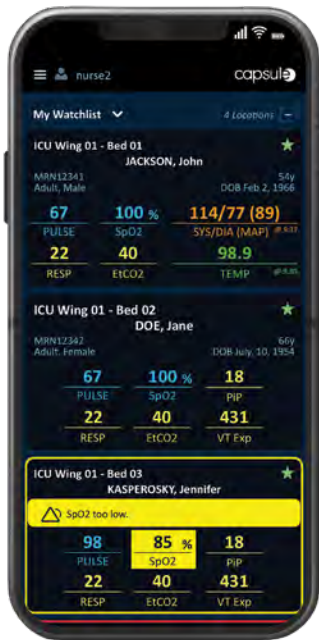 nurse2
capsule
My Watchlist
4 Locations
ICU Wing 01 - Bed 01
JACKSON, John
MRN12341
54y
Adult, Male
DOB Feb 2, 1966
67
100 %
114/77 (89)
PULSE
SpO2
SYS/DIA (MAP)
22
40
98.9
RESP
EtCO2
TEMP
ICU Wing 01 - Bed 02
DOE, Jane
MRN12342
66y
Adult, Female
DOB July, 10, 1954
67
100 %
18
PULSE
SpO2
PiP
22
40
431
RESP
EtCO2
VT Exp
ICU Wing 01 - Bed 03
KASPEROSKY, Jennifer
SpO2 too low.
98
85 %
18
PULSE
SpO2
PiP
22
40
431
RESP
EtCO2
VT Exp